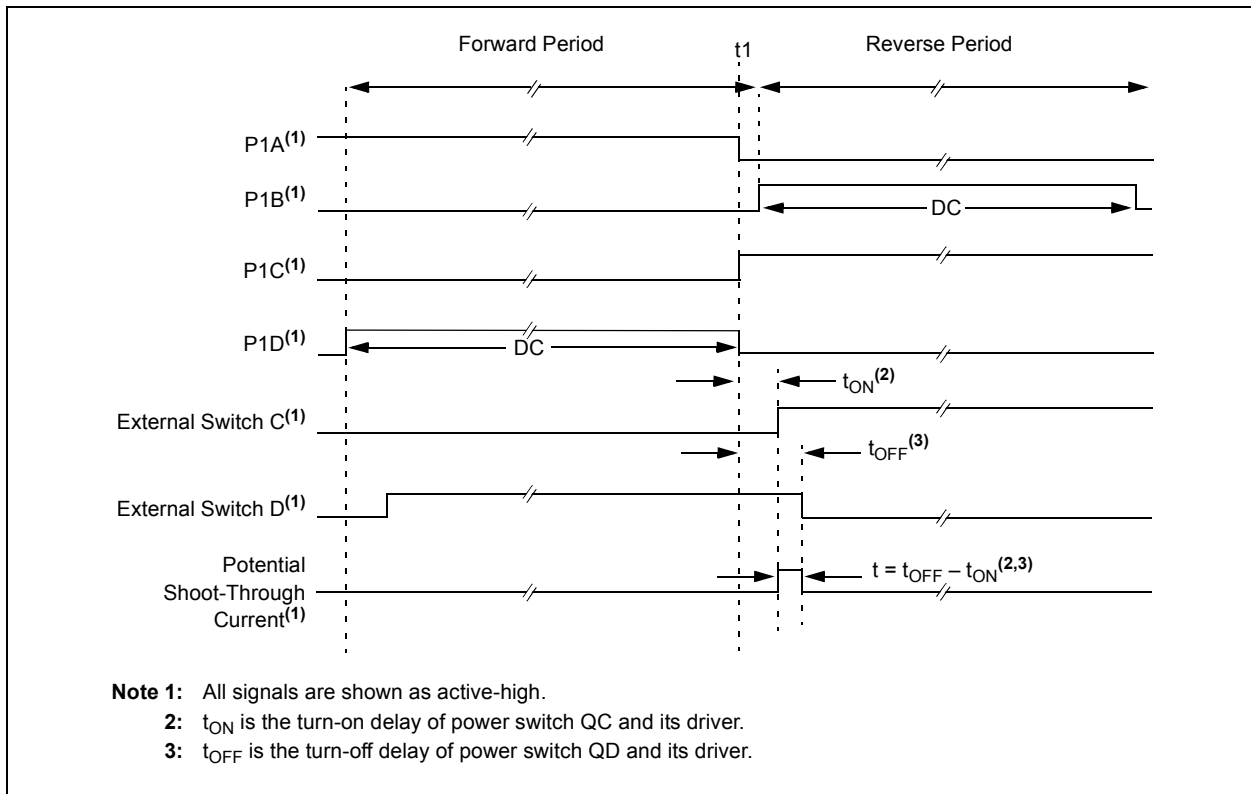 Forward Period
t1
Reverse Period
P1A(1)
P1B(1)
DC
P1C(1)
P1D(1)
DC
tON(2)
External Switch C(1)
tOFF(3)
External Switch D(1)
Potential
Shoot-Through
Current(1)
t = tOFF – tON(2,3)
Note 1: All signals are shown as active-high.
2: tON is the turn-on delay of power switch QC and its driver.
3: tOFF is the turn-off delay of power switch QD and its driver.